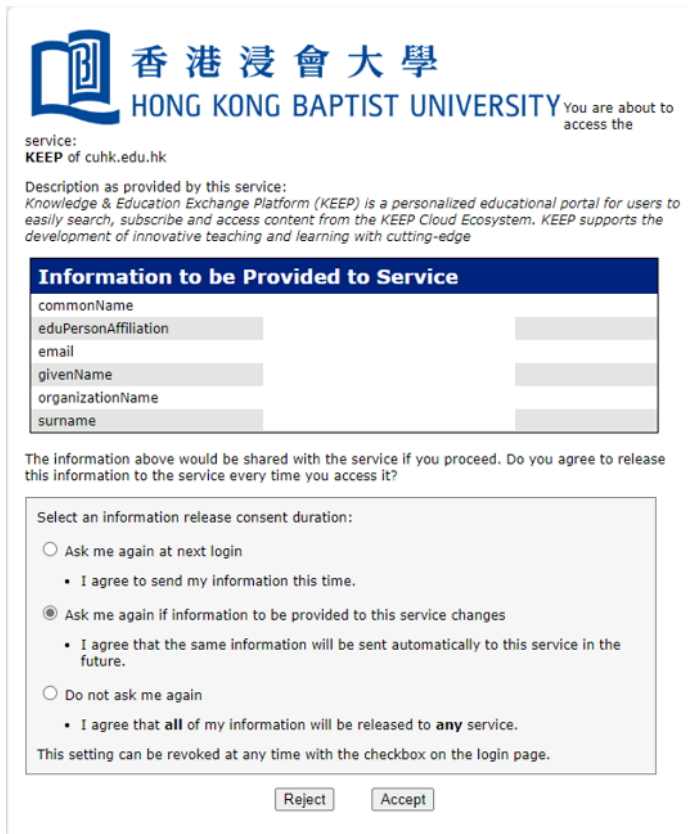 香港浸會大學
HONG KONG BAPTIST UNIVERSITY You are about to
access the
service:
KEEP of cuhk.edu.hk
Description as provided by this service:
Knowledge & Education Exchange Platform (KEEP) is a personalized educational portal for users to
easily search, subscribe and access content from the KEEP Cloud Ecosystem. KEEP supports the
development of innovative teaching and learning with cutting-edge
Information to be Provided to Service
commonName
eduPersonAffiliation
email
givenName
organizationName
surname
The information above would be shared with the service if you proceed. Do you agree to release
this information to the service every time you access it?
Select an information release consent duration:
Ask me again at next login
• I agree to send my information this time.
Ask me again if information to be provided to this service changes
• I agree that the same information will be sent automatically to this service in the
future.
Do not ask me again
• I agree that all of my information will be released to any service.
This setting can be revoked at any time with the checkbox on the login page.
Reject Accept